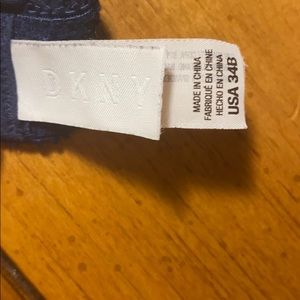 DKNY
MADE IN CHINA
FABRIQUÉ EN CHINE
HECHO EN CHINA
USA 34B